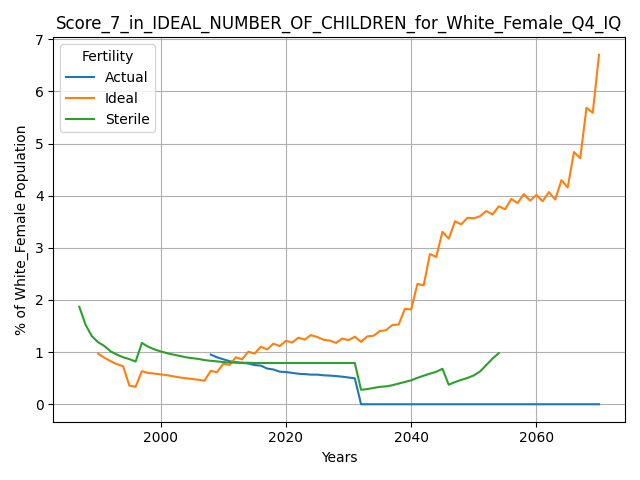 Score_7_in_IDEAL_NUMBER_OF_CHILDREN_for_White_Female_Q4_IQ
Fertility
Actual
Ideal
Sterile
% of White_Female Population
7
6
5
4
3
2
1
0
2000
2020
2040
2060
Years